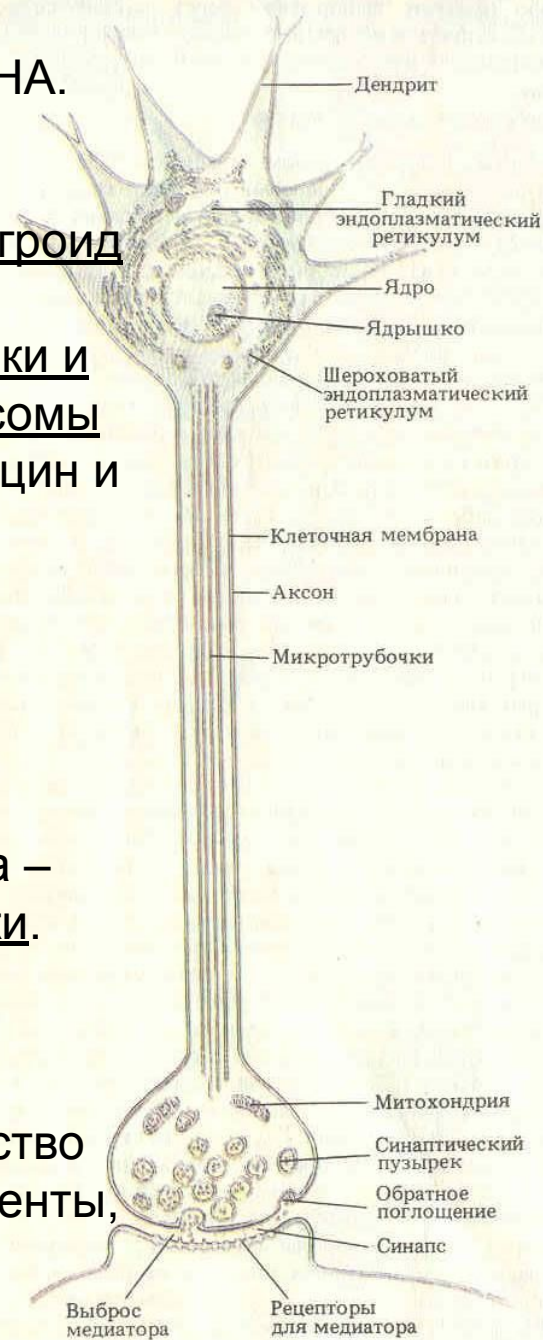 НА.
троид
ки и
сомы
цин и
а –
ки.
ство
енты,
Дендрит
Гладкий
эндоплазматический
ретикулум
Ядро
Ядрышко
Шероховатый
эндоплазматический
ретикулум
Клеточная мембрана
Аксон
Микротрубочки
Митохондрия
Синаптический
пузырек
Обратное
поглощение
Синапс
Выброс
медиатора
Рецепторы
для медиатора